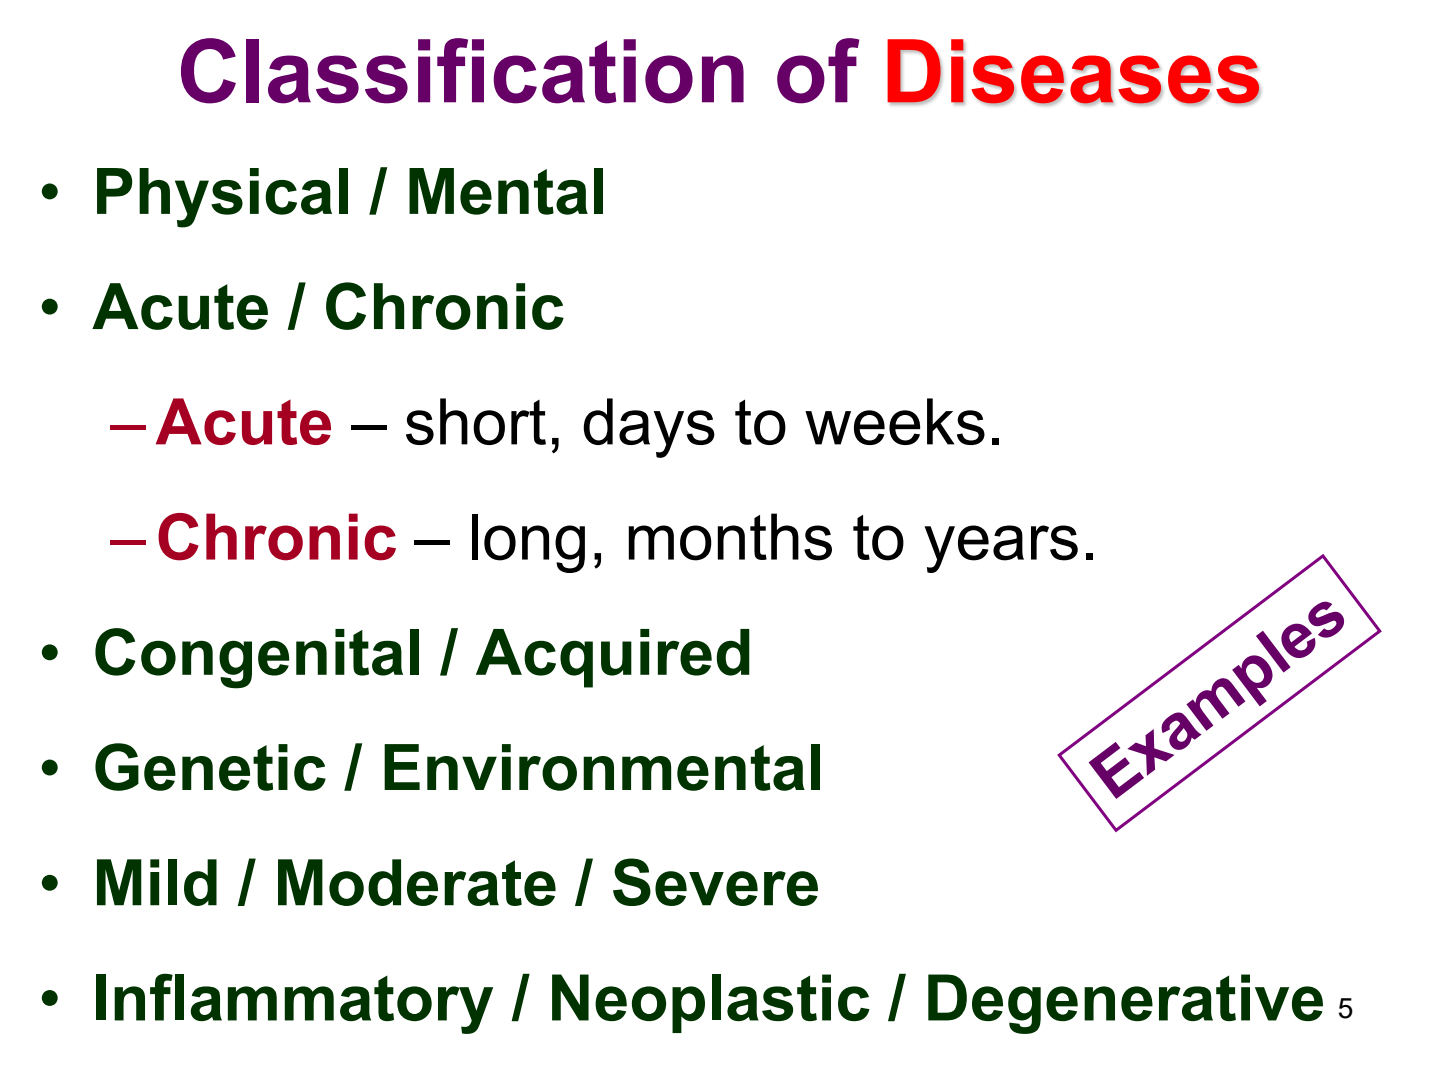 Classification of Diseases
• Physical / Mental
• Acute / Chronic
– Acute – short, days to weeks.
– Chronic – long, months to years.
• Congenital / Acquired
Examples
• Genetic / Environmental
• Mild / Moderate / Severe
• Inflammatory / Neoplastic / Degenerative
5